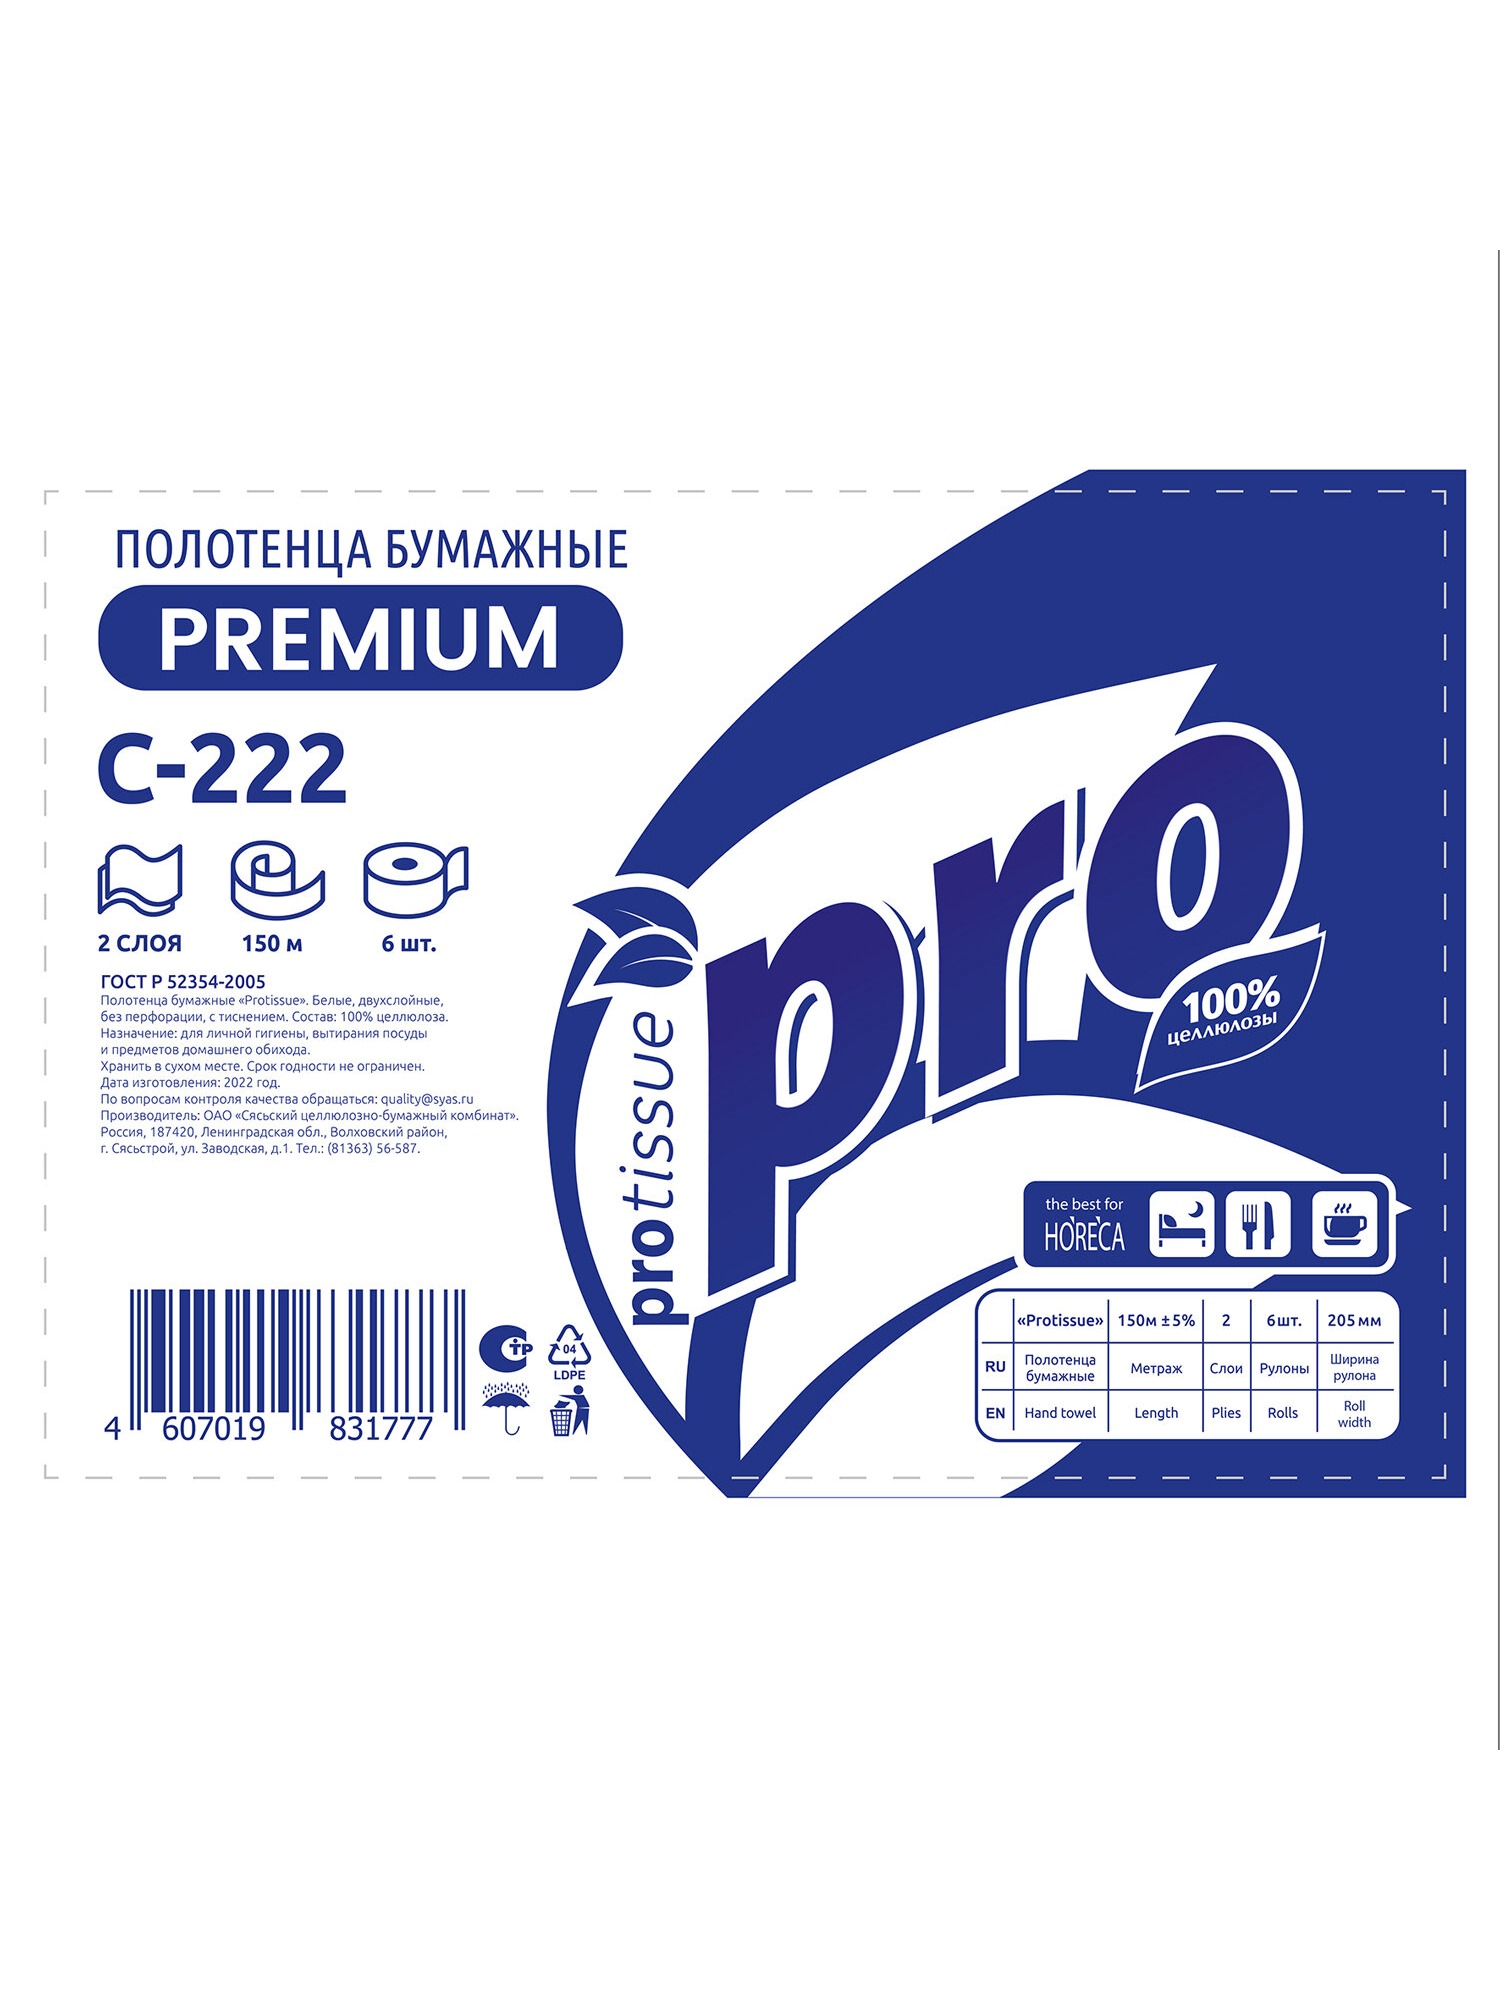 ПОЛОТЕНЦА БУМАЖНЫЕ
PREMIUM
С-222
2 СЛОЯ 150 м 6 шт.
ГОСТ Р 52354-2005
Полотенца бумажные «Protissue». Белые, двухслойные,
без перфорации, с тиснением. Состав: 100% целлюлоза.
Назначение: для личной гигиены, вытирания посуды
и предметов домашнего обихода.
Хранить в сухом месте. Срок годности не ограничен.
Дата изготовления: 2022 год.
По вопросам контроля качества обращаться: quality@syas.ru
Производитель: ОАО «Сясьский целлюлозно-бумажный комбинат».
Россия, 187420, Ленинградская обл., Волховский район,
г. Сясьстрой, ул. Заводская, д.1. Тел.: (81363) 56-587.
4 607019 831777
СТР
04
LDPE
protissue
pro
100%
целлюлозы
the best for
HORECA
«Protissue» 150м ±5% 2 6шт. 205мм
RU Полотенца бумажные Метраж Слои Рулоны Ширина рулона
EN Hand towel Length Plies Rolls Roll width